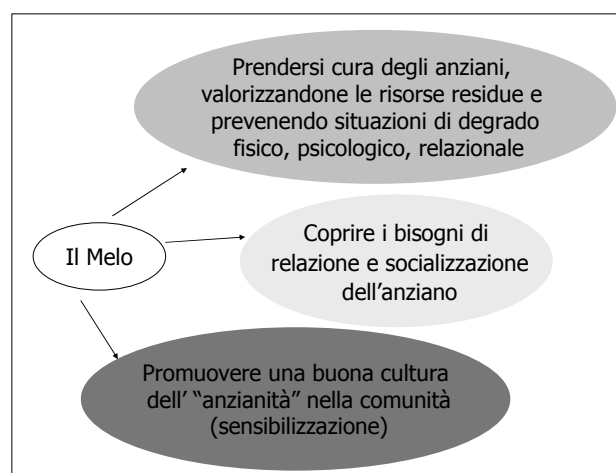 Prendersi cura degli anziani,
valorizzandone le risorse residue e
prevenendo situazioni di degrado
fisico, psicologico, relazionale
Il Melo
Coprire i bisogni di
relazione e socializzazione
dell’anziano
Promuovere una buona cultura
dell’ “anzianità” nella comunità
(sensibilizzazione)